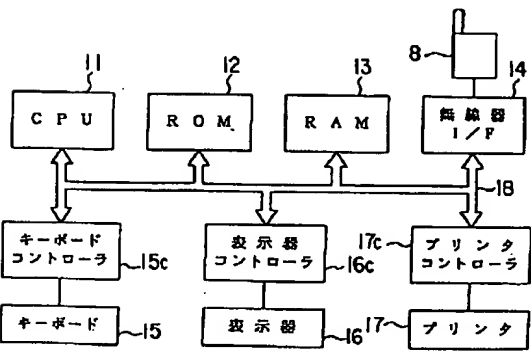 11
12
13
8
14
C P U
R O M
R A M
無線器
I/F
18
キーボード
コントローラ
15c
表示器
コントローラ
16c
17c
プリンタ
コントローラ
キーボード
15
表示器
16
17
プリンタ